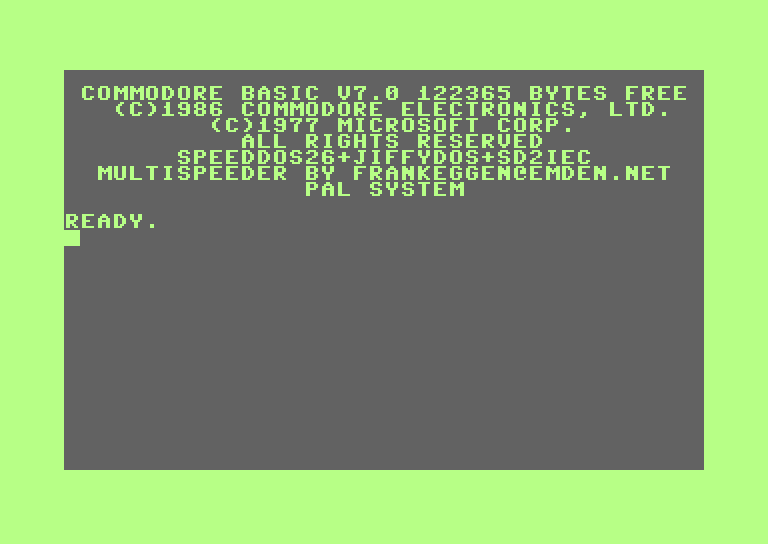 COMMODORE BASIC V7.0 122365 BYTES FREE
(C)1986 COMMODORE ELECTRONICS, LTD.
(C)1977 MICROSOFT CORP.
ALL RIGHTS RESERVED
SPEEDDOS26+JIFFYDOS+SD2IEC
MULTISPEEDER BY FRANKEGGEN@EMDEN.NET
PAL SYSTEM
READY.